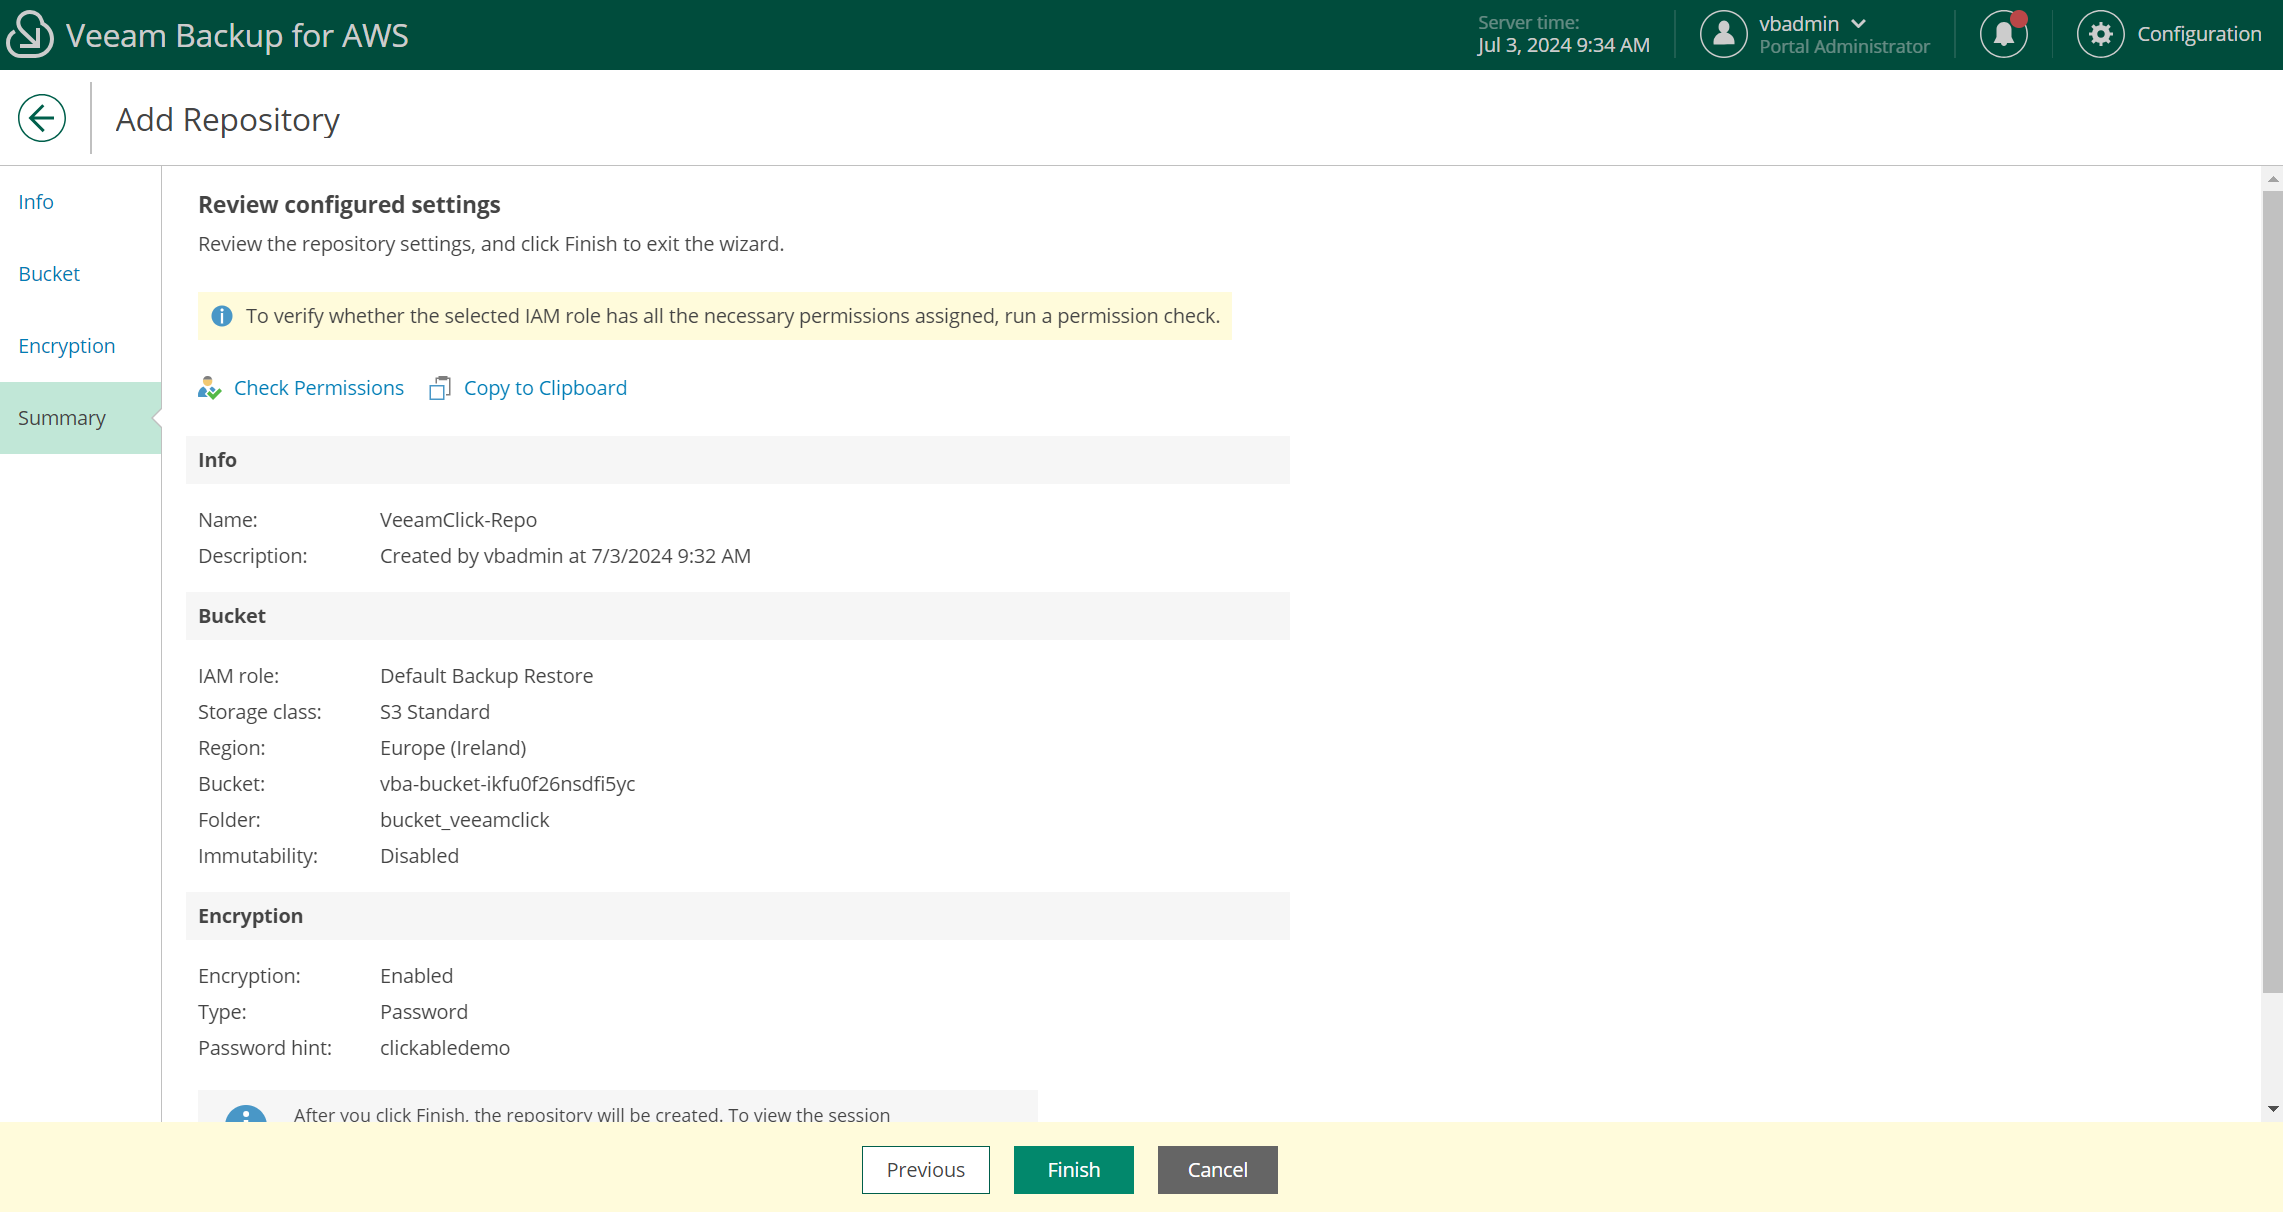 Veeam Backup for AWS
Server time:
Jul 3, 2024 9:34 AM
vbadmin
Portal Administrator
Configuration
Add Repository
Info
Bucket
Encryption
Summary
Review configured settings
Review the repository settings, and click Finish to exit the wizard.
To verify whether the selected IAM role has all the necessary permissions assigned, run a permission check.
Check Permissions
Copy to Clipboard
Info
Name: VeeamClick-Repo
Description: Created by vbadmin at 7/3/2024 9:32 AM
Bucket
IAM role: Default Backup Restore
Storage class: S3 Standard
Region: Europe (Ireland)
Bucket: vba-bucket-ikfu0f26nsdfi5yc
Folder: bucket_veeamclick
Immutability: Disabled
Encryption
Encryption: Enabled
Type: Password
Password hint: clickabledemo
After you click Finish, the repository will be created. To view the session
Previous
Finish
Cancel